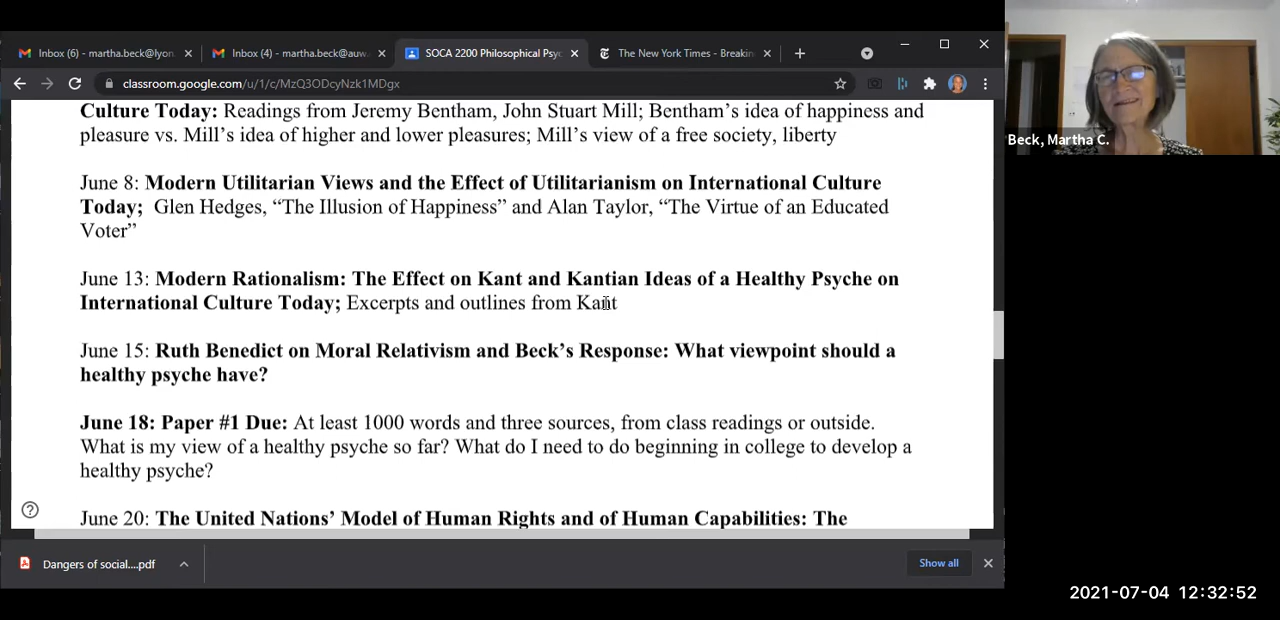 Inbox (6) - martha.beck@lyon
Inbox (4) - martha.beck@auw
SOCA 2200 Philosophical Psyc
The New York Times - Breakin
classroom.google.com/u/1/c/MzQ3ODcyNzk1MDgx
Culture Today: Readings from Jeremy Bentham, John Stuart Mill; Bentham's idea of happiness and
pleasure vs. Mill's idea of higher and lower pleasures; Mill's view of a free society, liberty
June 8: Modern Utilitarian Views and the Effect of Utilitarianism on International Culture
Today; Glen Hedges, “The Illusion of Happiness” and Alan Taylor, “The Virtue of an Educated
Voter”
June 13: Modern Rationalism: The Effect on Kant and Kantian Ideas of a Healthy Psyche on
International Culture Today; Excerpts and outlines from Kant
June 15: Ruth Benedict on Moral Relativism and Beck's Response: What viewpoint should a
healthy psyche have?
June 18: Paper #1 Due: At least 1000 words and three sources, from class readings or outside.
What is my view of a healthy psyche so far? What do I need to do beginning in college to develop a
healthy psyche?
June 20: The United Nations' Model of Human Rights and of Human Capabilities: The
Dangers of social....pdf
Show all
Beck, Martha C.
2021-07-04 12:32:52